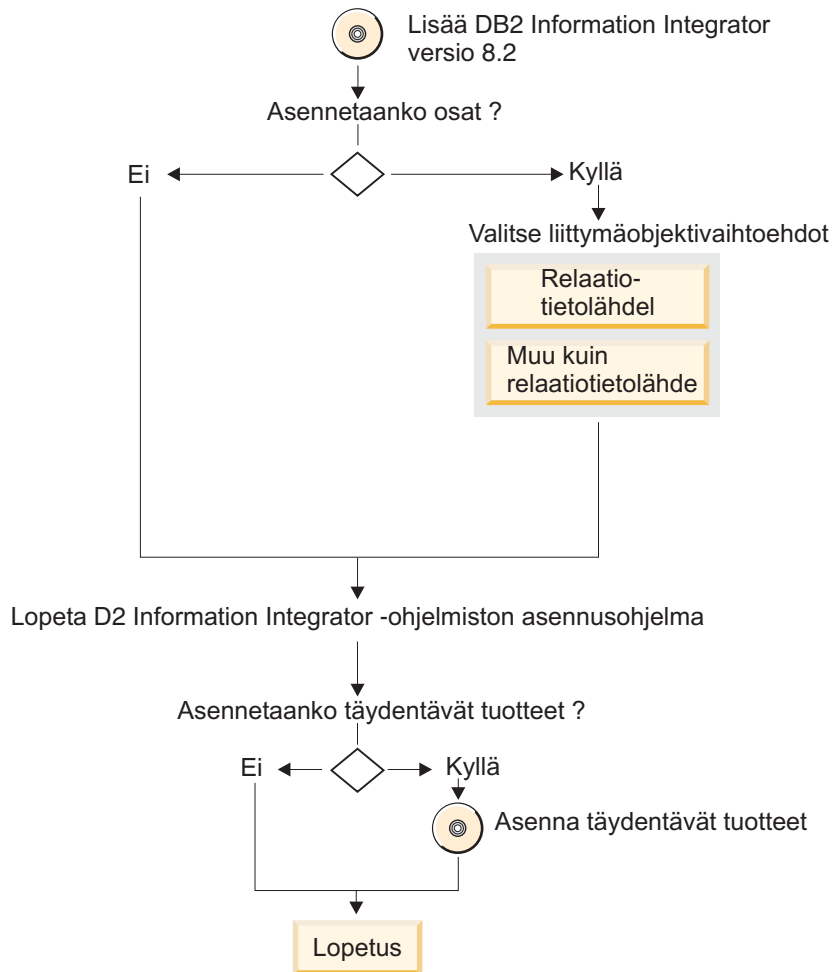 Lisää DB2 Information Integrator
versio 8.2
Asennetaanko osat ?
Ei
Kyllä
Valitse liittymäobjektivaihtoehdot
Relaatio-
tietolähdel
Muu kuin
relaatiotietolähde
Lopeta D2 Information Integrator -ohjelmiston asennusohjelma
Asennetaanko täydentävät tuotteet ?
Ei
Kyllä
Asenna täydentävät tuotteet
Lopetus